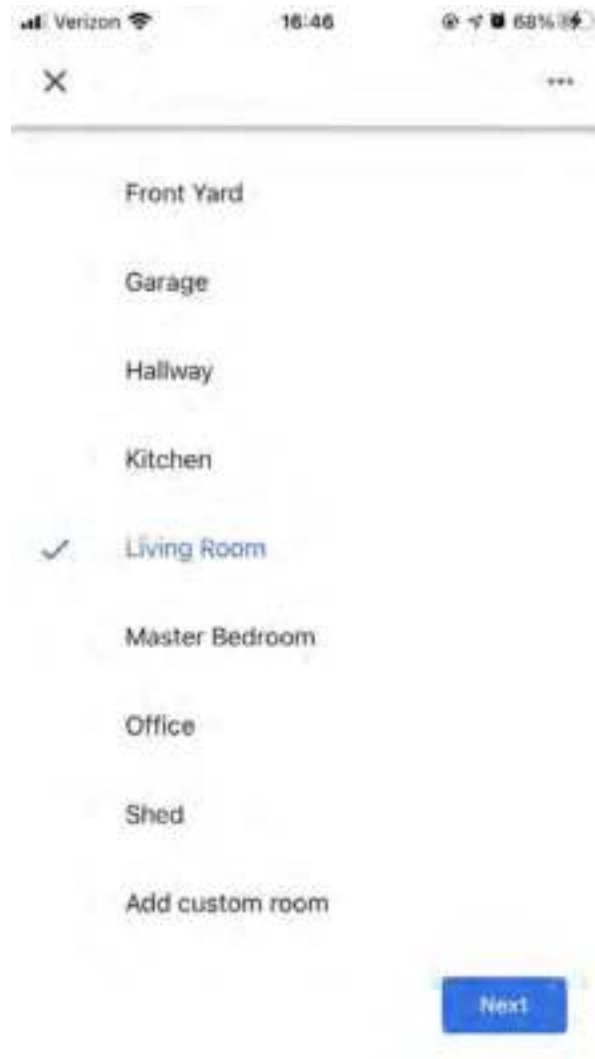 Verizon 16:46 68%
Front Yard
Garage
Hallway
Kitchen
Living Room
Master Bedroom
Office
Shed
Add custom room
Next